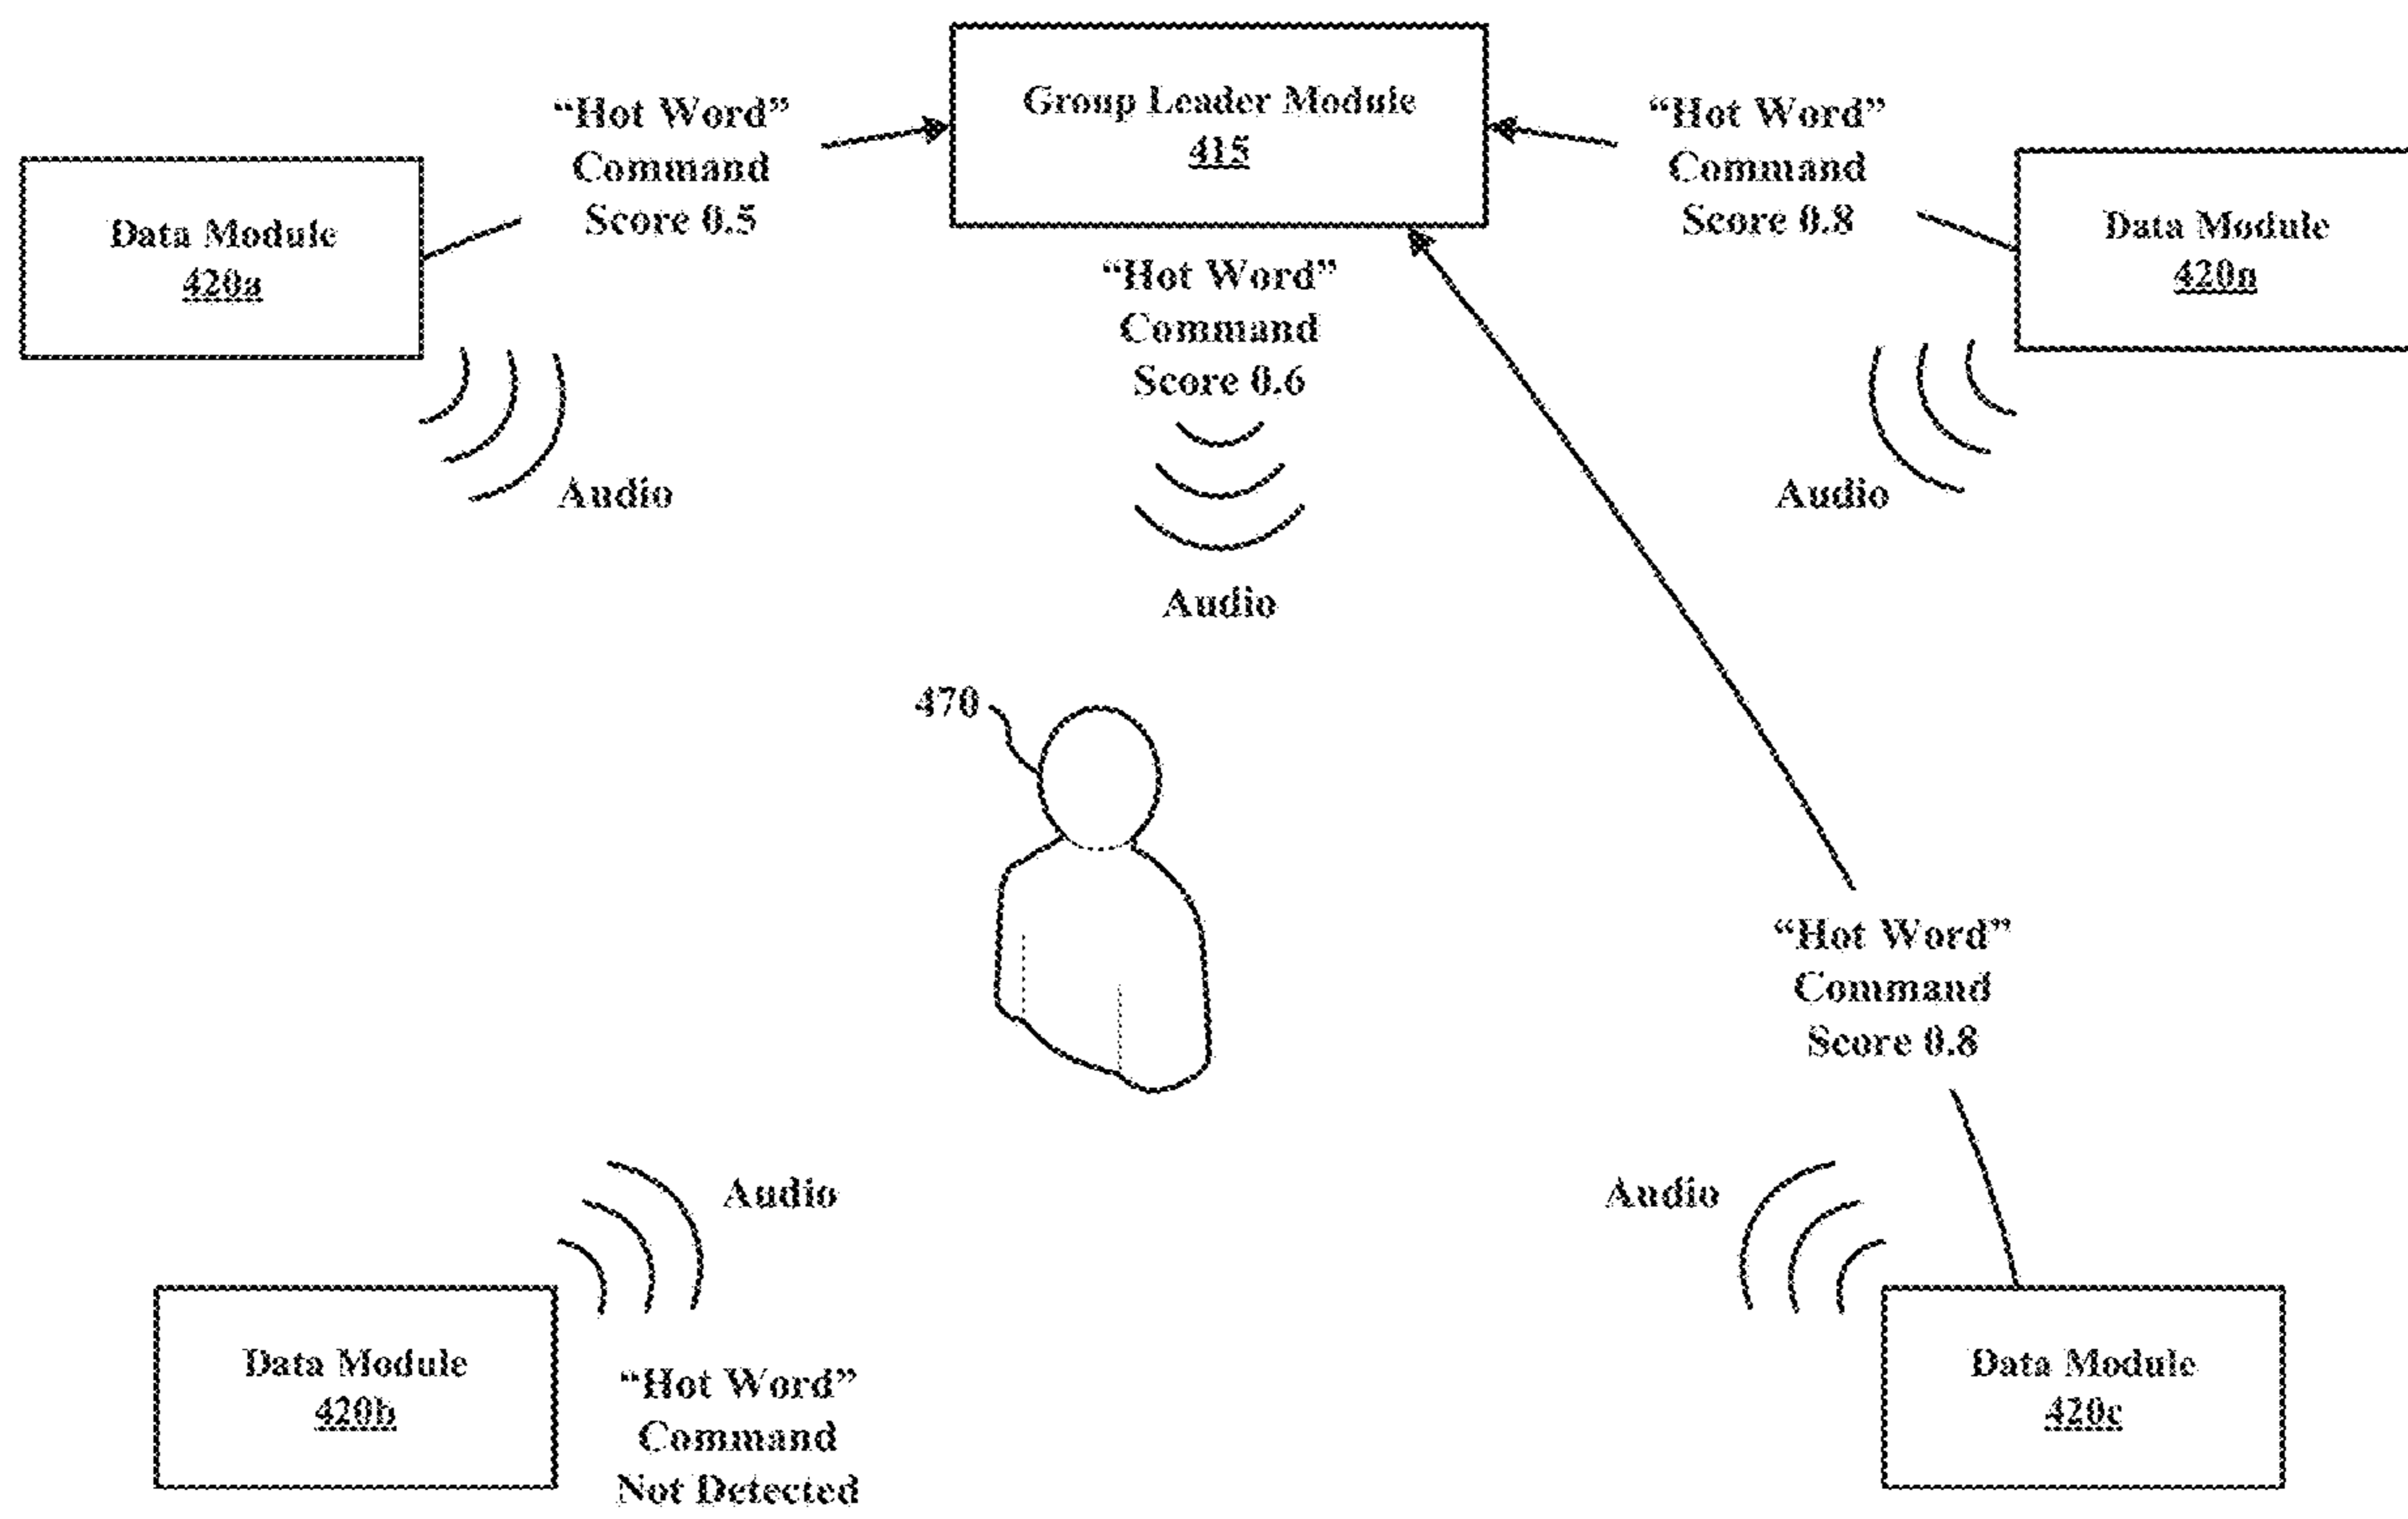 Group Leader Module
415
“Hot Word”
Command
Score 0.5
“Hot Word”
Command
Score 0.8
Data Module
420a
Data Module
420n
“Hot Word”
Command
Score 0.6
Audio
Audio
Audio
470
“Hot Word”
Command
Score 0.8
Audio
Audio
Data Module
420b
“Hot Word”
Command
Not Detected
Data Module
420c